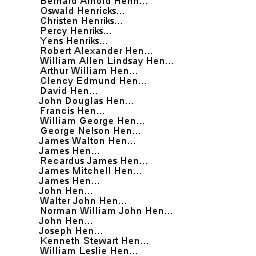 Bernard Arnold Henri...
Oswald Henricks...
Christen Henriks...
Percy Henriks...
Yens Henriks...
Robert Alexander Hen...
William Allen Lindsay Hen...
Arthur William Hen...
Clency Edmund Hen...
David Hen...
John Douglas Hen...
Francis Hen...
William George Hen...
George Nelson Hen...
James Walton Hen...
James Hen...
Recardus James Hen...
James Mitchell Hen...
James Hen...
John Hen...
Walter John Hen...
Norman William John Hen...
John Hen...
Joseph Hen...
Kenneth Stewart Hen...
William Leslie Hen...